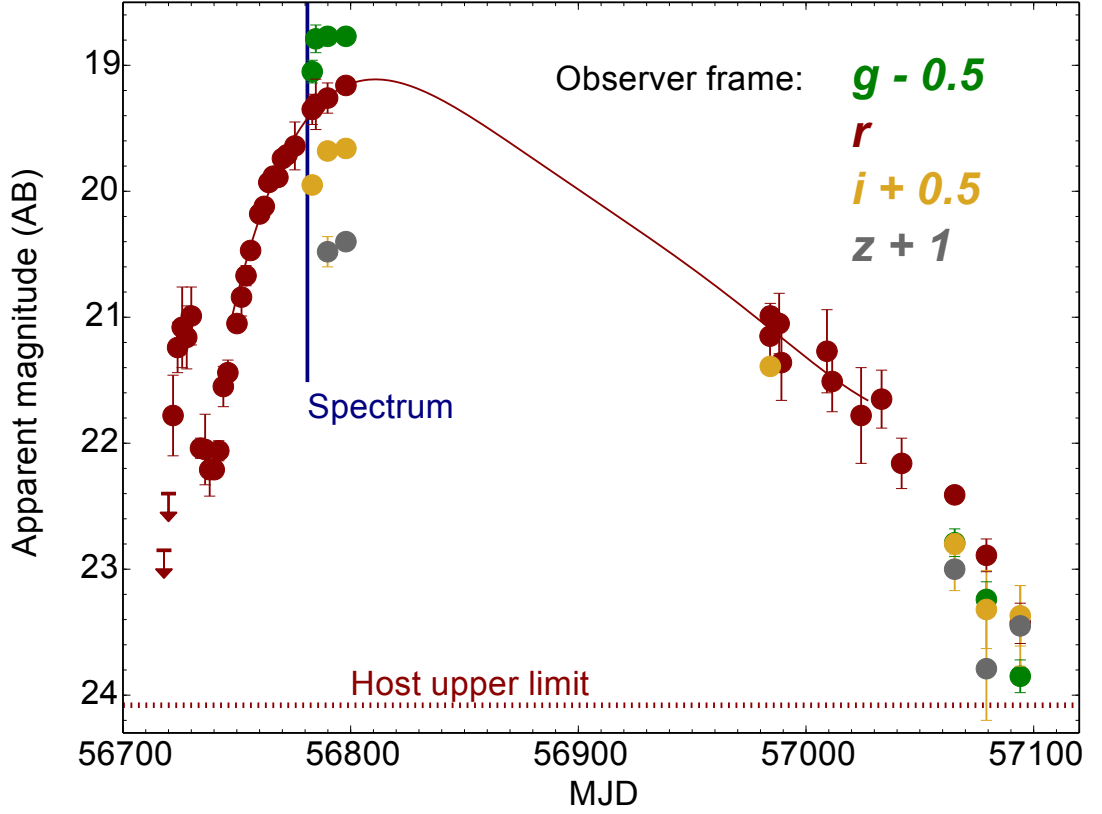 Observer frame:
g - 0.5
r
i + 0.5
z + 1
Apparent magnitude (AB)
19
20
21
22
23
24
Spectrum
Host upper limit
56700
56800
56900
57000
57100
MJD